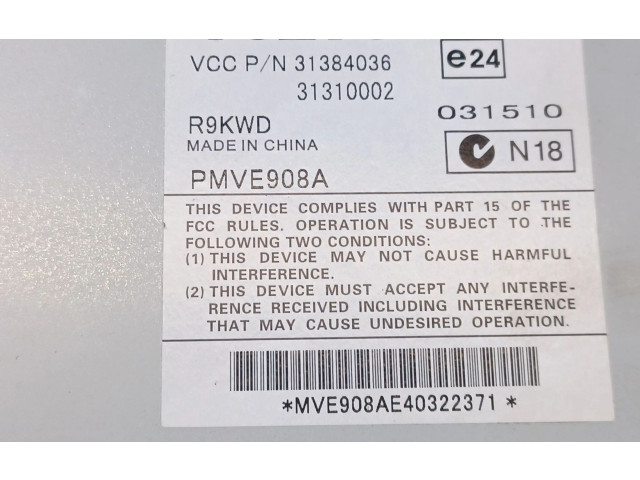 VCC P/N 31384036
31310002
e24
R9KWD
031510
MADE IN CHINA
N18
PMVE908A
THIS DEVICE COMPLIES WITH PART 15 OF THE
FCC RULES. OPERATION IS SUBJECT TO THE
FOLLOWING TWO CONDITIONS:
(1) THIS DEVICE MAY NOT CAUSE HARMFUL
INTERFERENCE.
(2) THIS DEVICE MUST ACCEPT ANY INTERFE-
RENCE RECEIVED INCLUDING INTERFERENCE
THAT MAY CAUSE UNDESIRED OPERATION.
*MVE908AE40322371*